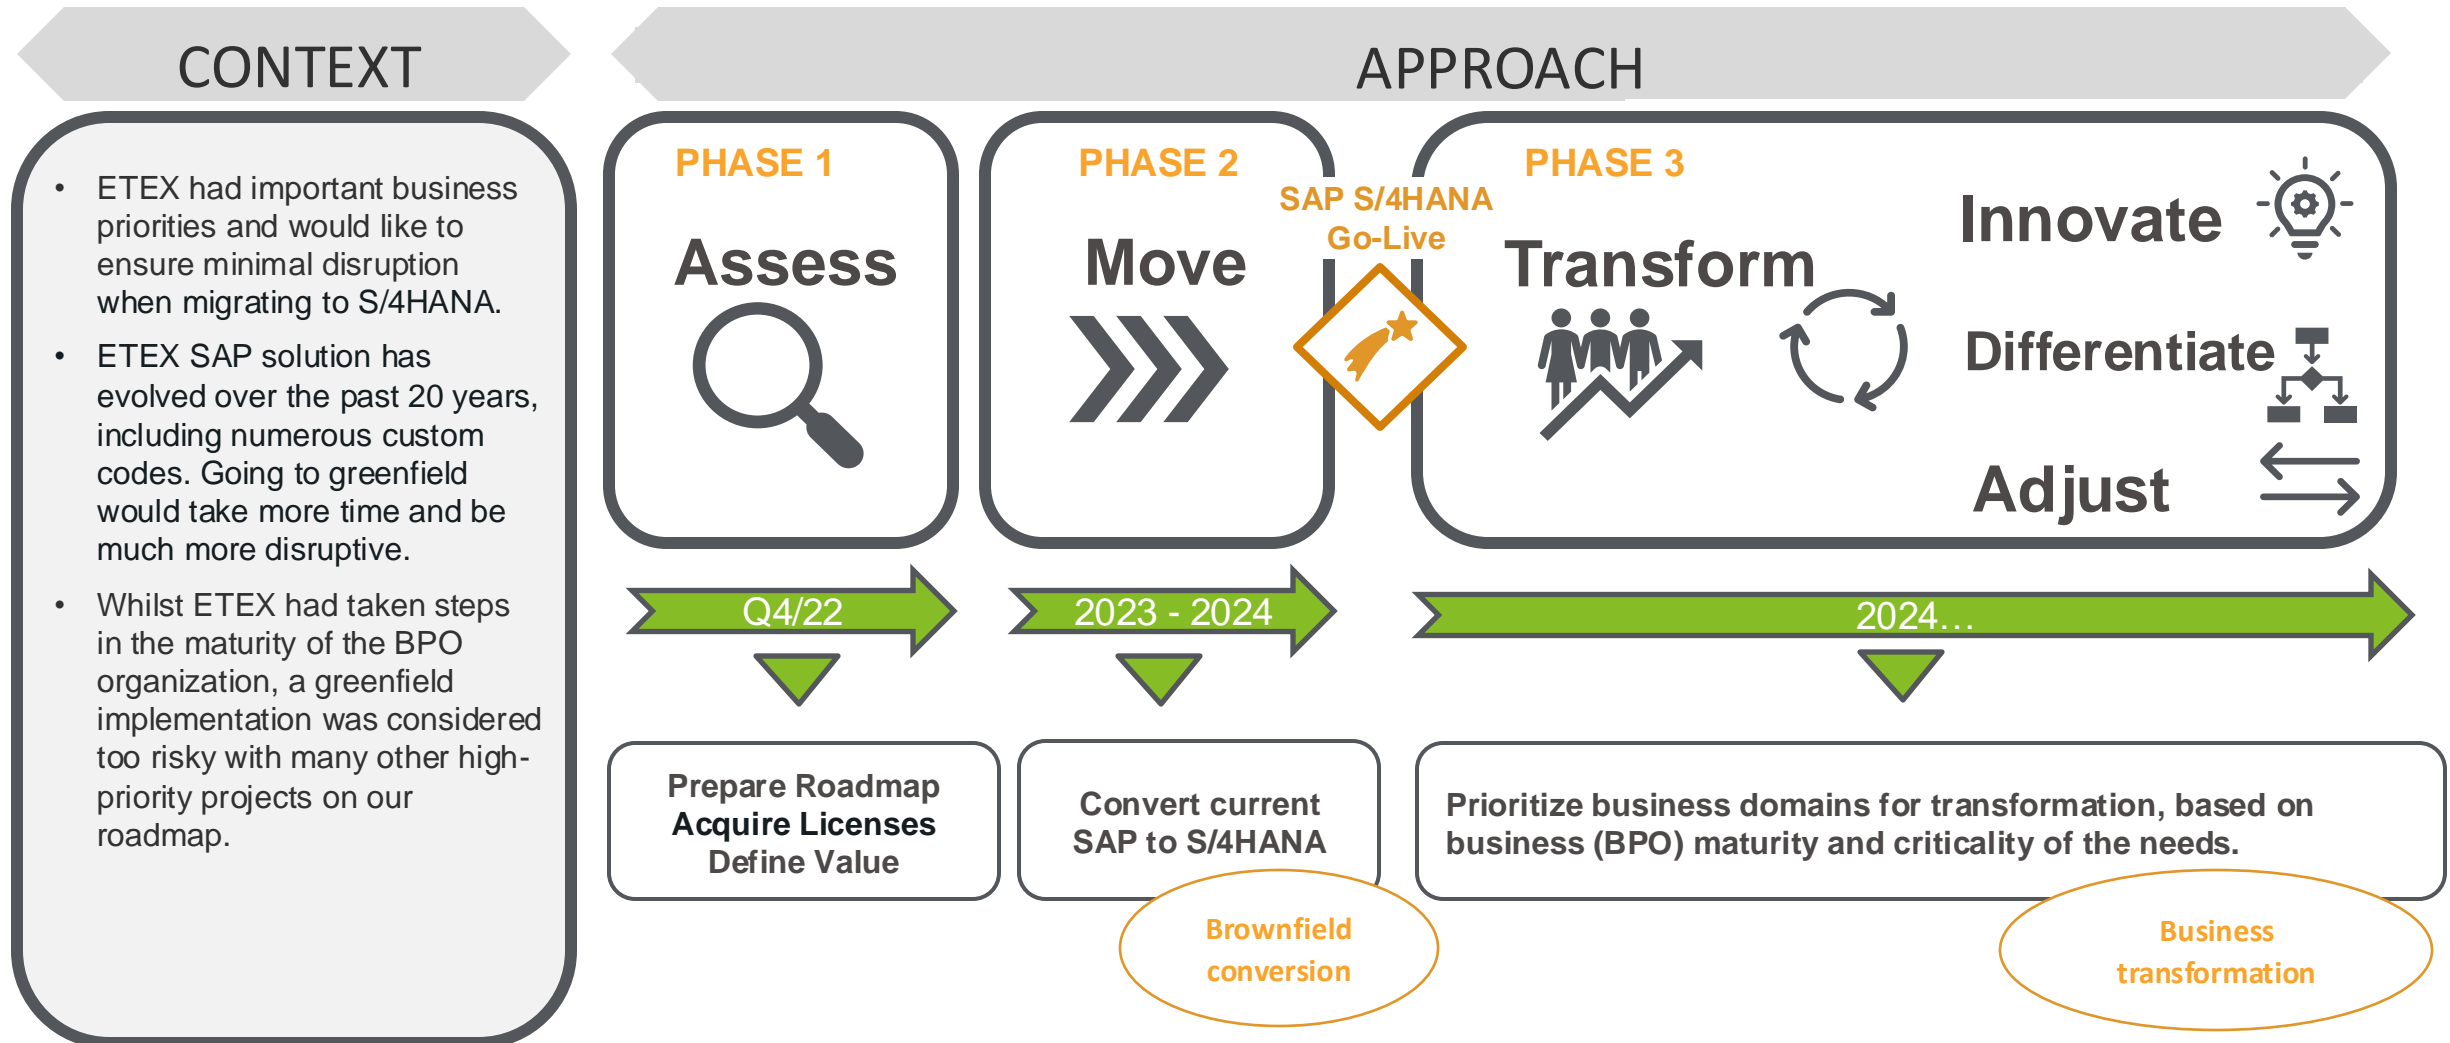 CONTEXT
• ETEX had important business
priorities and would like to
ensure minimal disruption
when migrating to S/4HANA.
• ETEX SAP solution has
evolved over the past 20 years,
including numerous custom
codes. Going to greenfield
would take more time and be
much more disruptive.
• Whilst ETEX had taken steps
in the maturity of the BPO
organization, a greenfield
implementation was considered
too risky with many other high-
priority projects on our
roadmap.
APPROACH
PHASE 1
Assess
PHASE 2
Move
SAP S/4HANA
Go-Live
PHASE 3
Transform
Innovate
Differentiate
Adjust
Q4/22
2023 - 2024
2024…
Prepare Roadmap
Acquire Licenses
Define Value
Convert current
SAP to S/4HANA
Brownfield
conversion
Prioritize business domains for transformation, based on
business (BPO) maturity and criticality of the needs.
Business
transformation